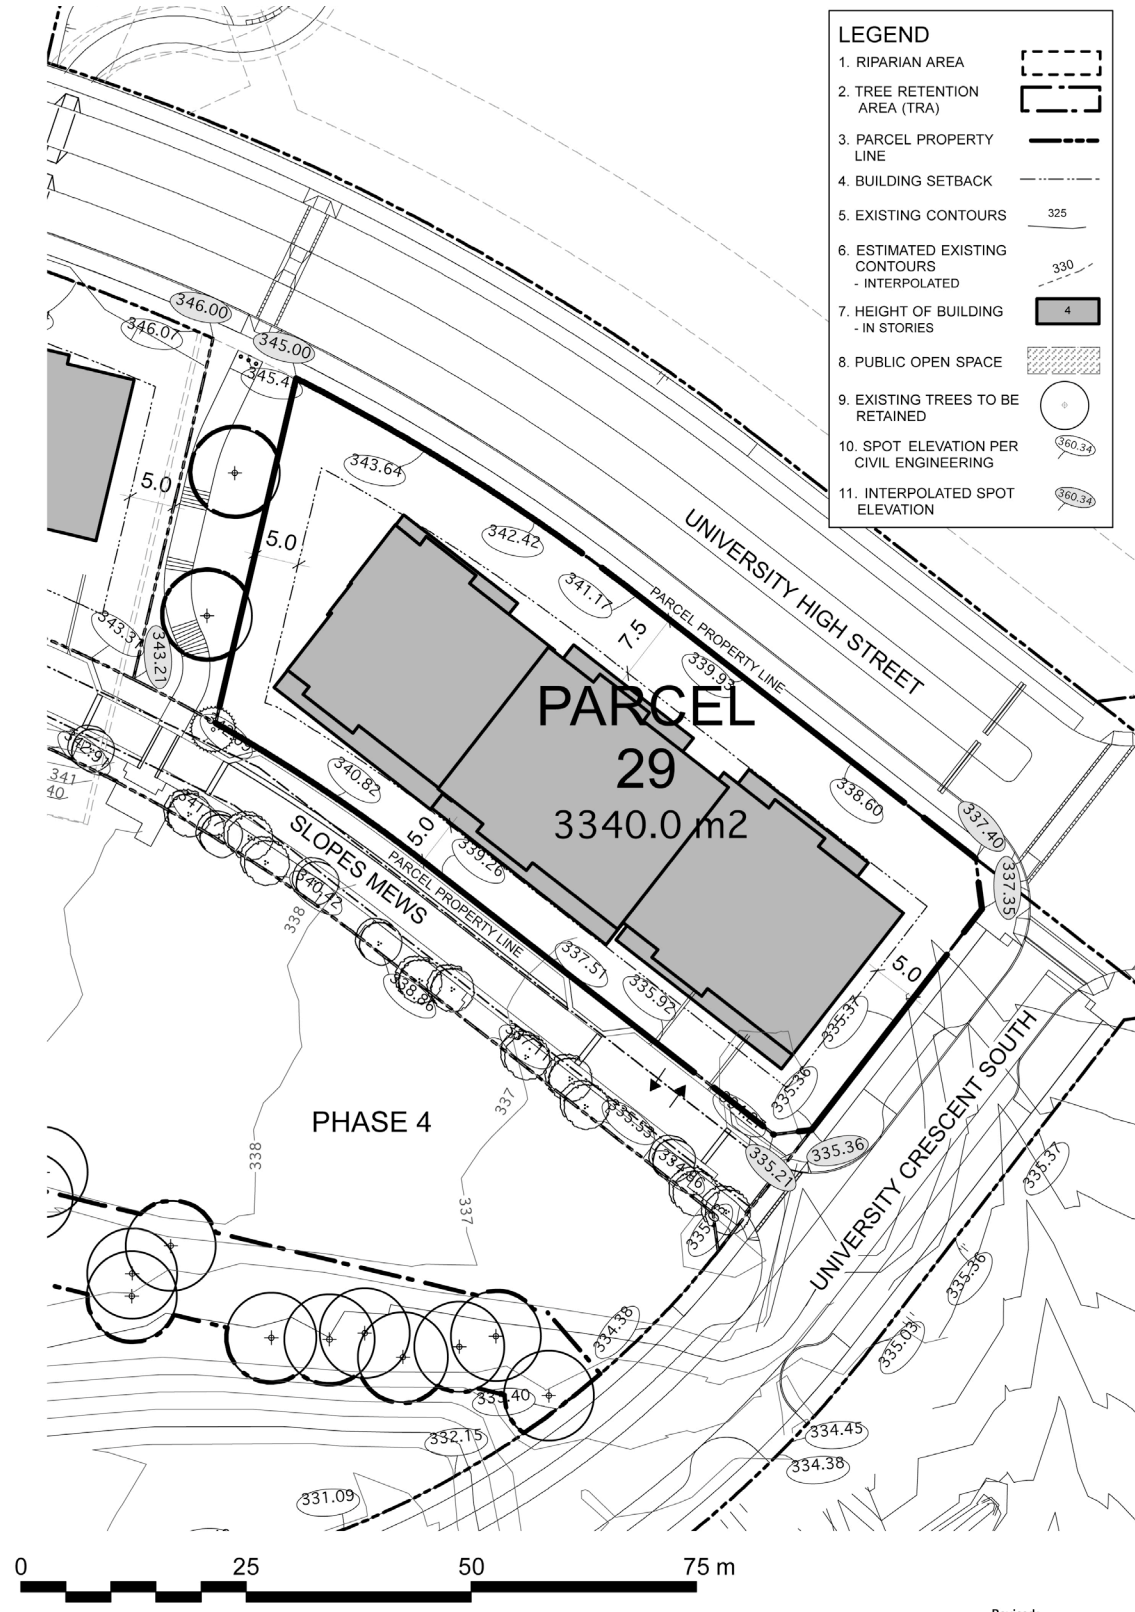 LEGEND
1. RIPARIAN AREA
2. TREE RETENTION
AREA (TRA)
3. PARCEL PROPERTY
LINE
4. BUILDING SETBACK
5. EXISTING CONTOURS
325
6. ESTIMATED EXISTING
CONTOURS
- INTERPOLATED
330
7. HEIGHT OF BUILDING
- IN STORIES
4
8. PUBLIC OPEN SPACE
9. EXISTING TREES TO BE
RETAINED
10. SPOT ELEVATION PER
CIVIL ENGINEERING
360.34
11. INTERPOLATED SPOT
ELEVATION
360.34
346.00
346.07
345.00
343.64
5.0
5.0
342.42
341.17
7.5
PARCEL PROPERTY LINE
UNIVERSITY HIGH STREET
339.93
343.21
PARCEL
29
3340.0 m2
342.97
341
40
340.82
338.60
337.40
337.35
SLOPES MEWS
5.0
339.26
PARCEL PROPERTY LINE
340.42
338
337.51
335.92
5.0
335.37
338.86
335.36
337
335.53
PHASE 4
338
337
334.86
335.21
335.36
UNIVERSITY CRESCENT SOUTH
335.37
335.36
335.03
334.38
332.15
331.09
334.45
334.38
0 25 50 75 m